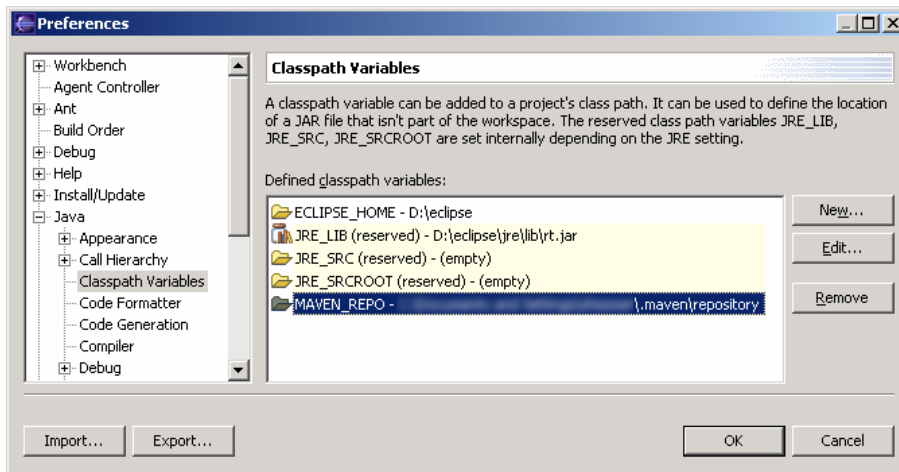 Preferences
Workbench
Agent Controller
Ant
Build Order
Debug
Help
Install/Update
Java
Appearance
Call Hierarchy
Classpath Variables
Code Formatter
Code Generation
Compiler
Debug
Classpath Variables
A classpath variable can be added to a project's class path. It can be used to define the location
of a JAR file that isn't part of the workspace. The reserved class path variables JRE_LIB,
JRE_SRC, JRE_SRCROOT are set internally depending on the JRE setting.
Defined classpath variables:
ECLIPSE_HOME - D:\eclipse
JRE_LIB (reserved) - D:\eclipse\jre\lib\rt.jar
JRE_SRC (reserved) - (empty)
JRE_SRCROOT (reserved) - (empty)
MAVEN_REPO - \.maven\repository
New...
Edit...
Remove
Import...
Export...
OK
Cancel